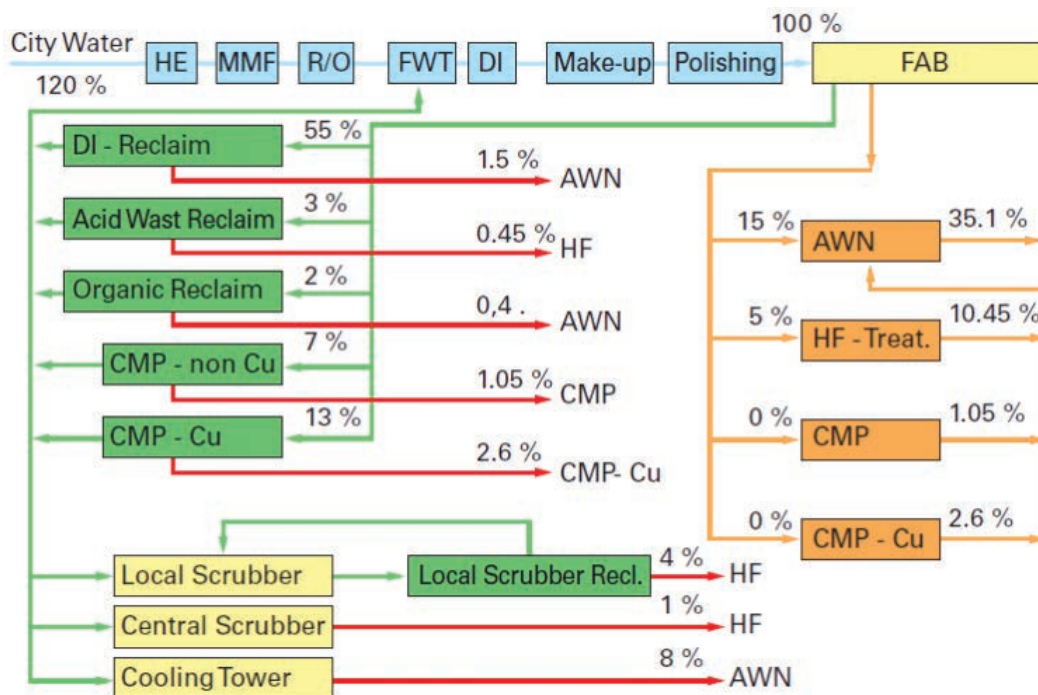 100 %
City Water
HE MMF R/O FWT DI Make-up Polishing FAB
120 %
DI - Reclaim 55 %
1.5 % AWN
Acid Wast Reclaim 3 %
0.45 % HF
Organic Reclaim 2 %
0,4 . AWN
CMP - non Cu 7 %
1.05 % CMP
CMP - Cu 13 %
2.6 % CMP- Cu
Local Scrubber Local Scrubber Recl. 4 % HF
Central Scrubber 1 % HF
Cooling Tower 8 % AWN
15 % AWN 35.1 %
5 % HF - Treat. 10.45 %
0 % CMP 1.05 %
0 % CMP - Cu 2.6 %